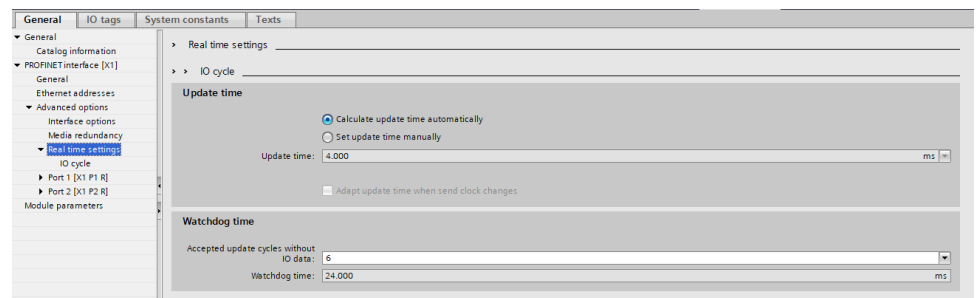 General IO tags System constants Texts
General
Catalog information
PROFINET interface [X1]
General
Ethernet addresses
Advanced options
Interface options
Media redundancy
Real time settings
IO cycle
Port 1 [X1 P1 R]
Port 2 [X1 P2 R]
Module parameters
Real time settings
IO cycle
Update time
Calculate update time automatically
Set update time manually
Update time: 4.000 ms
Adapt update time when send clock changes
Watchdog time
Accepted update cycles without
IO data: 6
Watchdog time: 24.000 ms